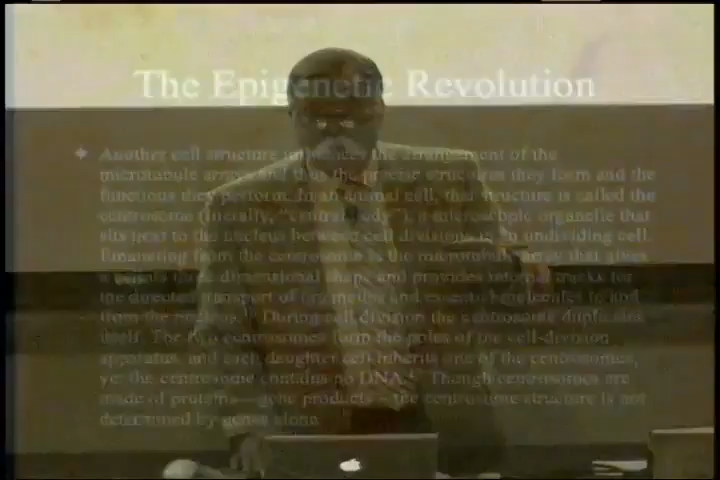 The Epigenetic Revolution
Another cell structure influences the arrangement of the
microtubule arrays and thus the precise structures they form and the
functions they perform. In an animal cell, that structure is called the
centrosome (literally, "central body"), a microscopic organelle that
sits next to the nucleus between cell divisions in an undividing cell.
Emanating from the centrosome is the microtubule array that gives
a cell its three-dimensional shape and provides internal tracks for
the directed transport of organelles and essential molecules to and
from the nucleus. During cell division the centrosome duplicates
itself. The two centrosomes form the poles of the cell-division
apparatus, and each daughter cell inherits one of the centrosomes,
yet the centrosome contains no DNA. Though centrosomes are
made of proteins—gene products—the centrosome structure is not
determined by genes alone.